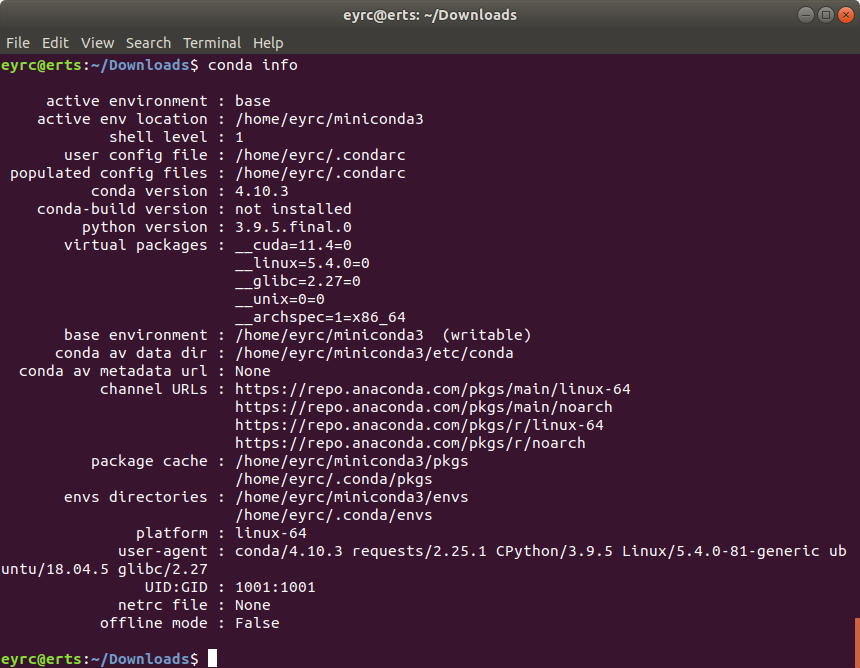 eyrc@erts: ~/Downloads
File Edit View Search Terminal Help
eyrc@erts:~/Downloads$ conda info
active environment : base
active env location : /home/eyrc/miniconda3
shell level : 1
user config file : /home/eyrc/.condarc
populated config files : /home/eyrc/.condarc
conda version : 4.10.3
conda-build version : not installed
python version : 3.9.5.final.0
virtual packages : __cuda=11.4=0
__linux=5.4.0=0
__glibc=2.27=0
__unix=0=0
__archspec=1=x86_64
base environment : /home/eyrc/miniconda3  (writable)
conda av data dir : /home/eyrc/miniconda3/etc/conda
conda av metadata url : None
channel URLs : https://repo.anaconda.com/pkgs/main/linux-64
https://repo.anaconda.com/pkgs/main/noarch
https://repo.anaconda.com/pkgs/r/linux-64
https://repo.anaconda.com/pkgs/r/noarch
package cache : /home/eyrc/miniconda3/pkgs
/home/eyrc/.conda/pkgs
envs directories : /home/eyrc/miniconda3/envs
/home/eyrc/.conda/envs
platform : linux-64
user-agent : conda/4.10.3 requests/2.25.1 CPython/3.9.5 Linux/5.4.0-81-generic ub
untu/18.04.5 glibc/2.27
UID:GID : 1001:1001
netrc file : None
offline mode : False
eyrc@erts:~/Downloads$